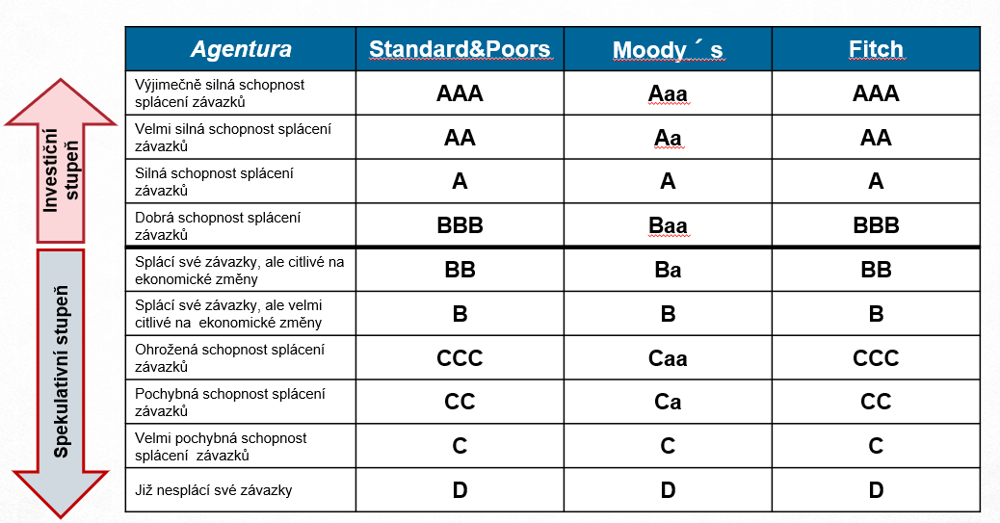 Agentura Standard&Poors Moody ´ s Fitch
Výjimečně silná schopnost
splácení závazků
AAA Aaa AAA
Velmi silná schopnost splácení
závazků
AA Aa AA
Silná schopnost splácení
závazků
A A A
Dobrá schopnost splácení
závazků
BBB Baa BBB
Splácí své závazky, ale citlivé na
ekonomické změny
BB Ba BB
Splácí své závazky, ale velmi
citlivé na  ekonomické změny
B B B
Ohrožená schopnost splácení
závazků
CCC Caa CCC
Pochybná schopnost splácení
závazků
CC Ca CC
Velmi pochybná schopnost
splácení  závazků
C C C
Již nesplácí své závazky
D D D
Investiční
stupeň
Spekulativní stupeň